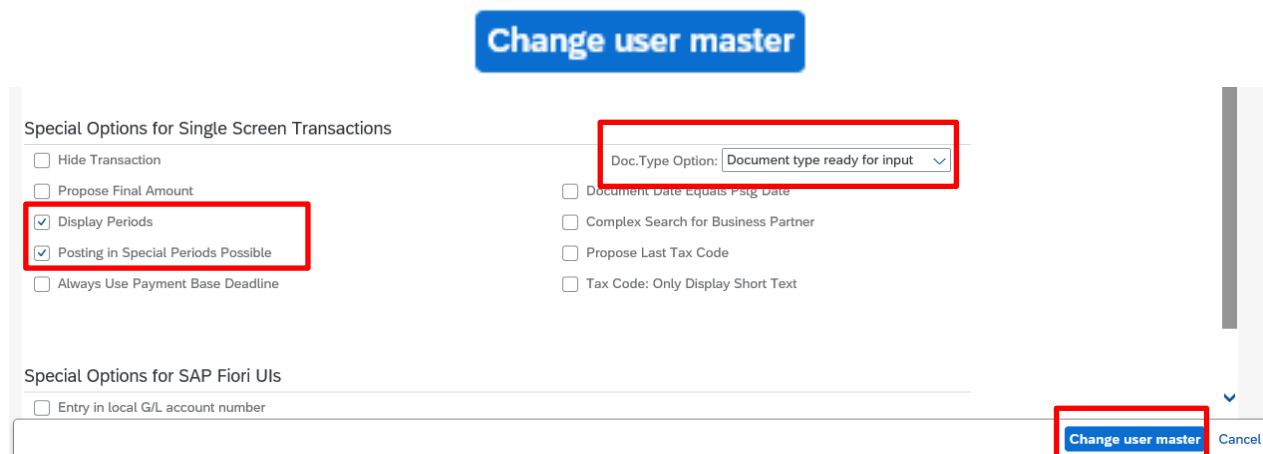 Change user master
Special Options for Single Screen Transactions
Hide Transaction
Doc.Type Option: Document type ready for input
Propose Final Amount
Document Date Equals Pstg Date
Display Periods
Complex Search for Business Partner
Posting in Special Periods Possible
Propose Last Tax Code
Always Use Payment Base Deadline
Tax Code: Only Display Short Text
Special Options for SAP Fiori UIs
Entry in local G/L account number
Change user master
Cancel